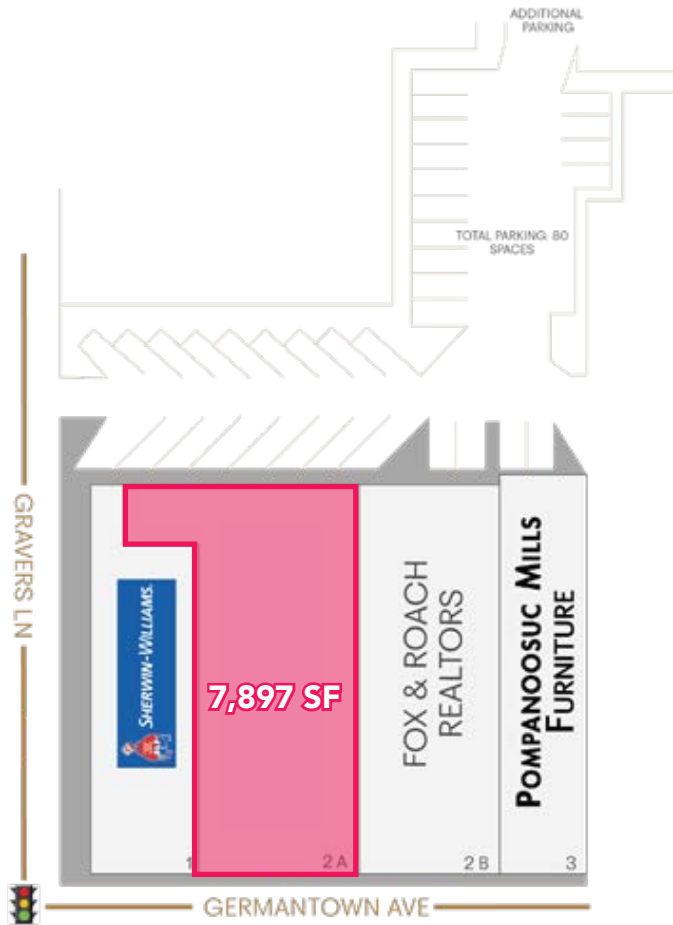 ADDITIONAL
PARKING
TOTAL PARKING: 80
SPACES
GRAVERS LN
SHERWIN-WILLIAMS.
7,897 SF
FOX & ROACH
REALTORS
POMPANOOSUC MILLS
FURNITURE
1
2 A
2 B
3
GERMANTOWN AVE